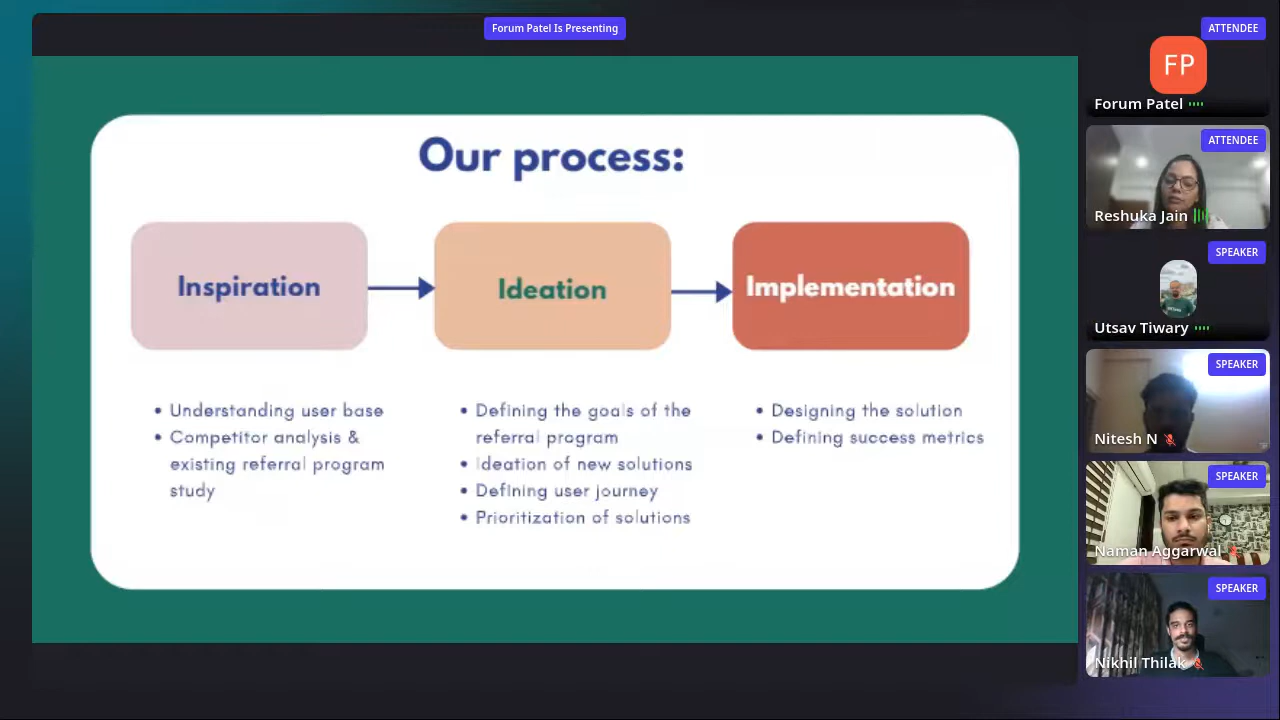 Forum Patel Is Presenting
Our process:
Inspiration
Ideation
Implementation
• Understanding user base
• Competitor analysis &
existing referral program
study
• Defining the goals of the
referral program
• Ideation of new solutions
• Defining user journey
• Prioritization of solutions
• Designing the solution
• Defining success metrics
ATTENDEE
FP
Forum Patel
ATTENDEE
Reshuka Jain
SPEAKER
Utsav Tiwary
SPEAKER
Nitesh N
SPEAKER
Naman Aggarwal
SPEAKER
Nikhil Thilak